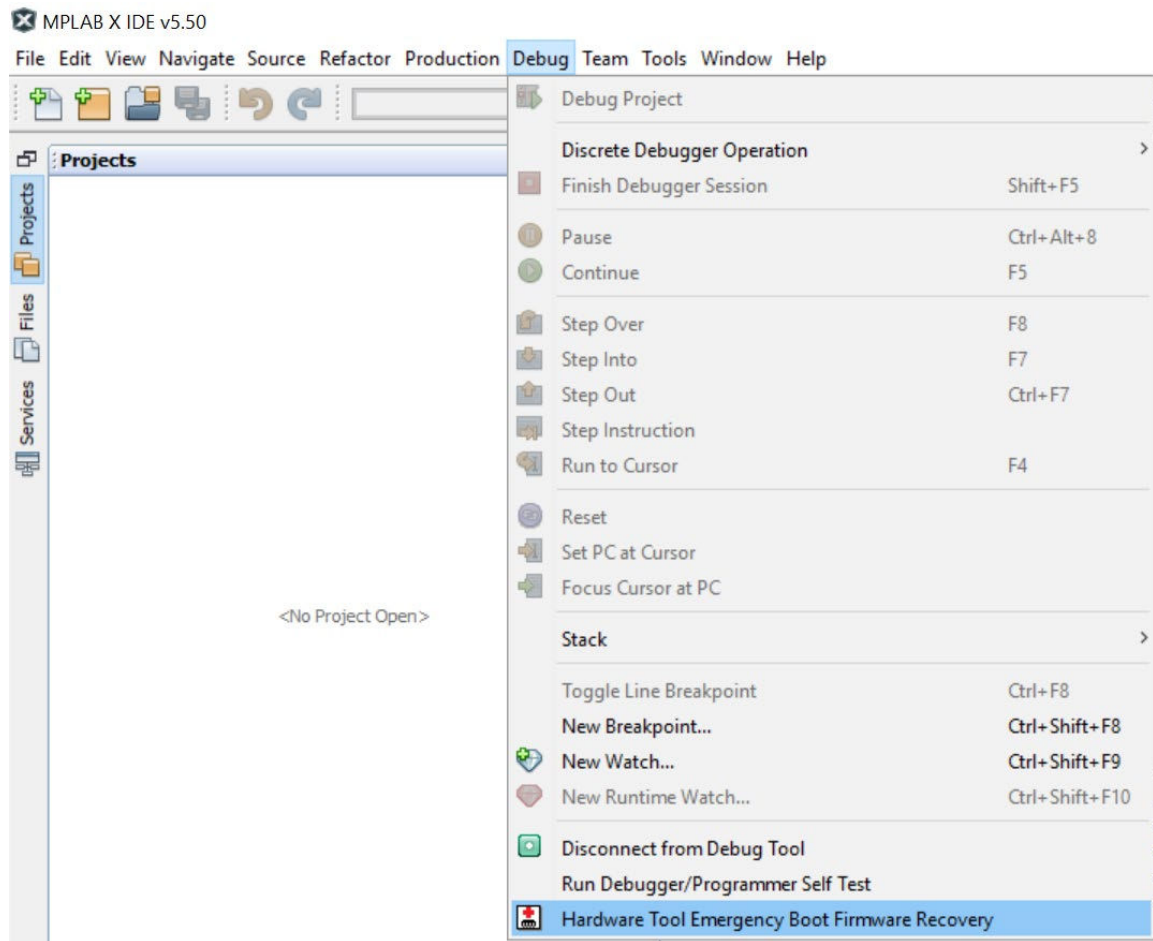 MPLAB X IDE v5.50
File Edit View Navigate Source Refactor Production Debug Team Tools Window Help
Projects
Projects
Files
Services
<No Project Open>
Debug Project
Discrete Debugger Operation
Finish Debugger Session Shift+F5
Pause Ctrl+Alt+8
Continue F5
Step Over F8
Step Into F7
Step Out Ctrl+F7
Step Instruction
Run to Cursor F4
Reset
Set PC at Cursor
Focus Cursor at PC
Stack
Toggle Line Breakpoint Ctrl+F8
New Breakpoint... Ctrl+Shift+F8
New Watch... Ctrl+Shift+F9
New Runtime Watch... Ctrl+Shift+F10
Disconnect from Debug Tool
Run Debugger/Programmer Self Test
Hardware Tool Emergency Boot Firmware Recovery